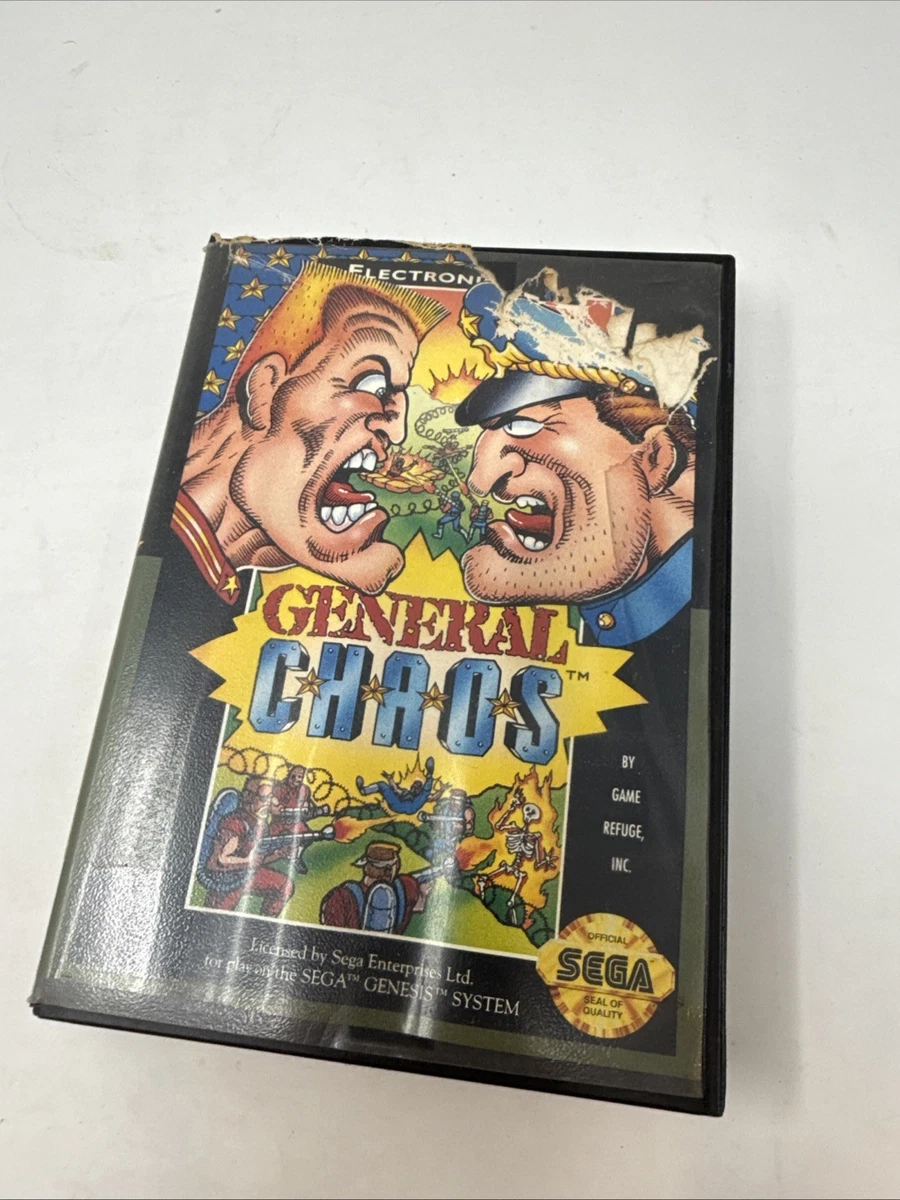 ELECTRONI
GENERAL
CHAOS™
BY
GAME
REFUGE,
INC.
Licensed by Sega Enterprises Ltd.
for play on the SEGA™ GENESIS™ SYSTEM
OFFICIAL
SEGA
SEAL OF
QUALITY